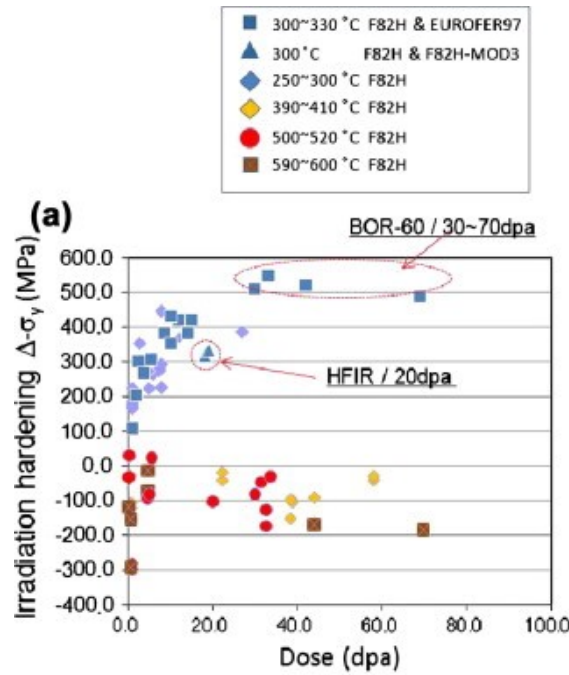 300~330 °C F82H & EUROFER97
300°C F82H & F82H-MOD3
250~300 °C F82H
390~410 °C F82H
500~520 °C F82H
590~600 °C F82H
(a)
BOR-60 / 30~70dpa
600.0
500.0
400.0
300.0
HFIR / 20dpa
200.0
100.0
0.0
-100.0
-200.0
-300.0
-400.0
Irradiation hardening Δ-σy (MPa)
0.0 20.0 40.0 60.0 80.0 100.0
Dose (dpa)